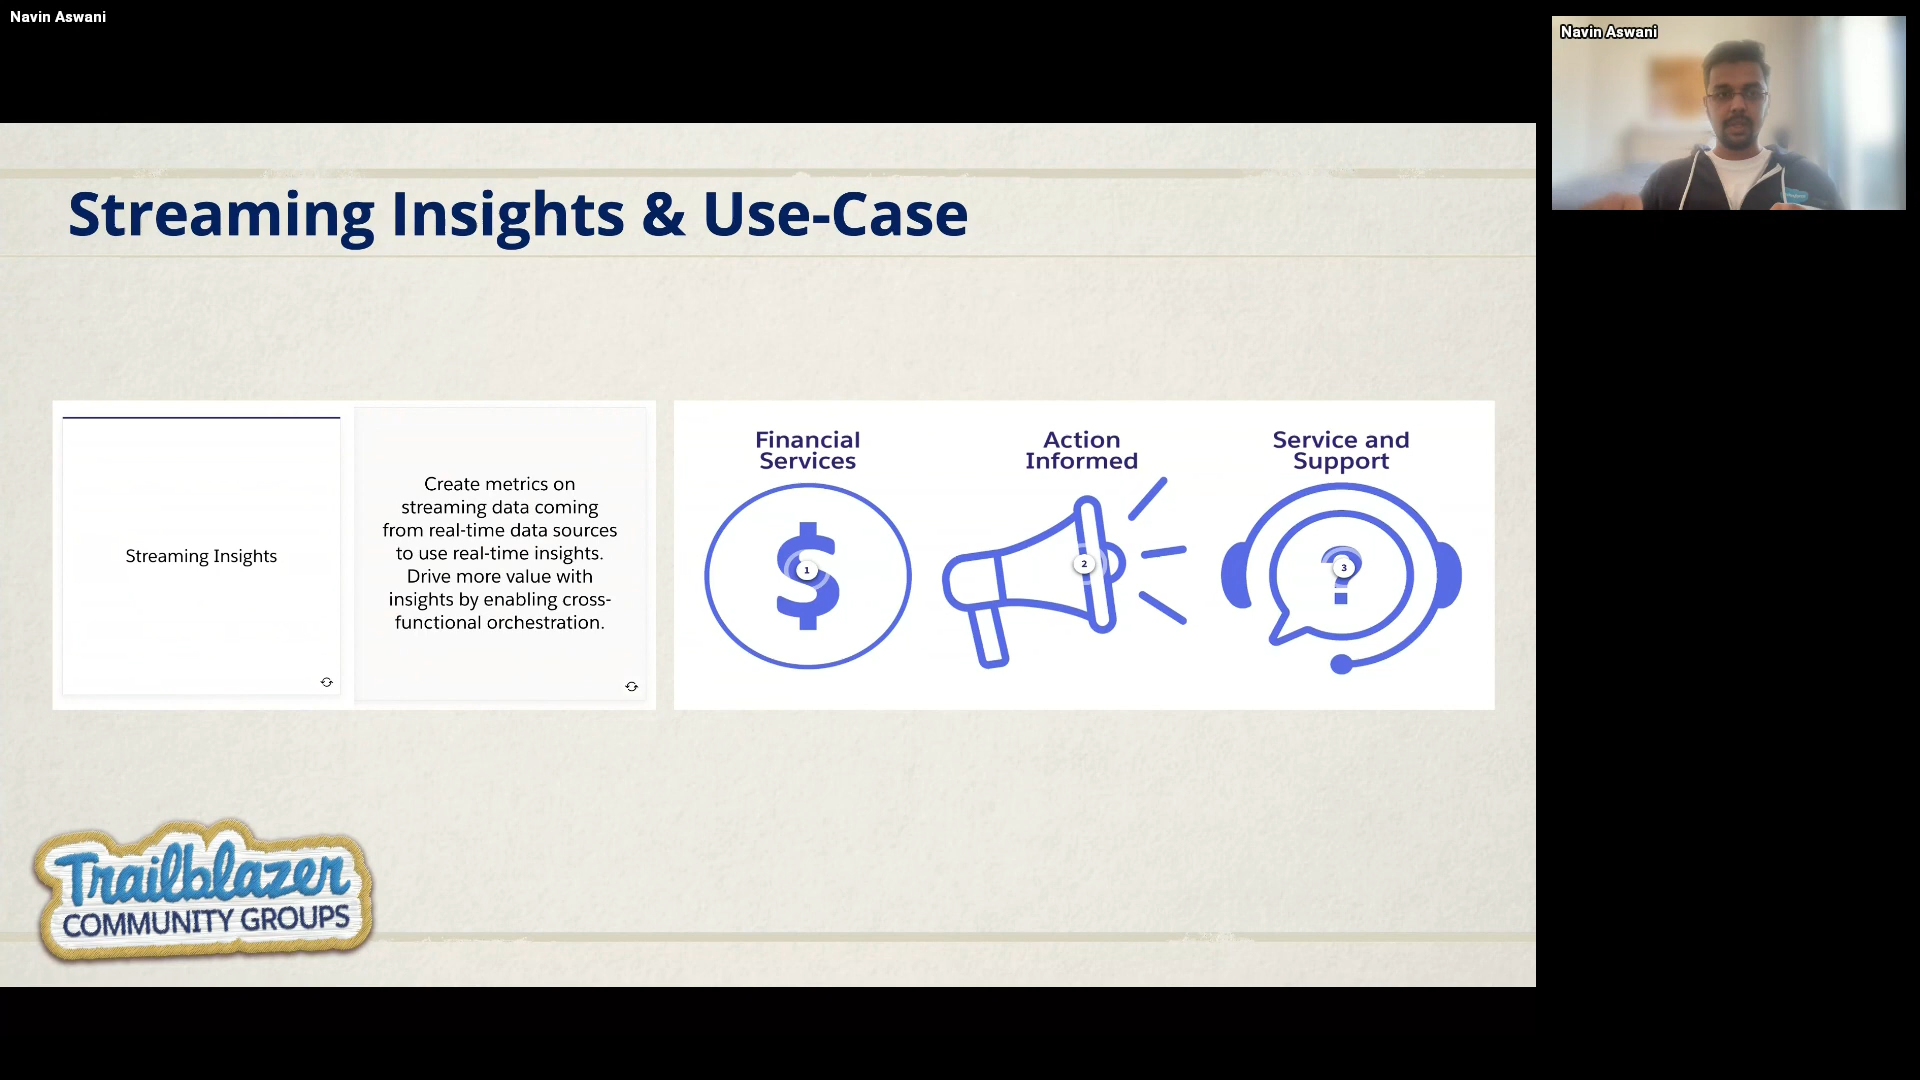 Navin Aswani
Navin Aswani
Streaming Insights & Use-Case
Streaming Insights
Create metrics on
streaming data coming
from real-time data sources
to use real-time insights.
Drive more value with
insights by enabling cross-
functional orchestration.
Financial
Services
1
Action
Informed
2
Service and
Support
?
3
Trailblazer
COMMUNITY GROUPS